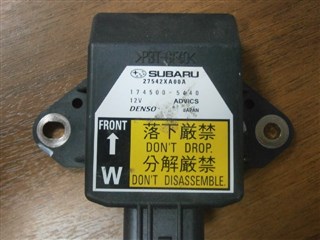 SUBARU
27542XA00A
174500-5640
12V ADVICS
DENSO JAPAN
FRONT 落下厳禁
DON'T DROP.
分解厳禁
W DON'T DISASSEMBLE.